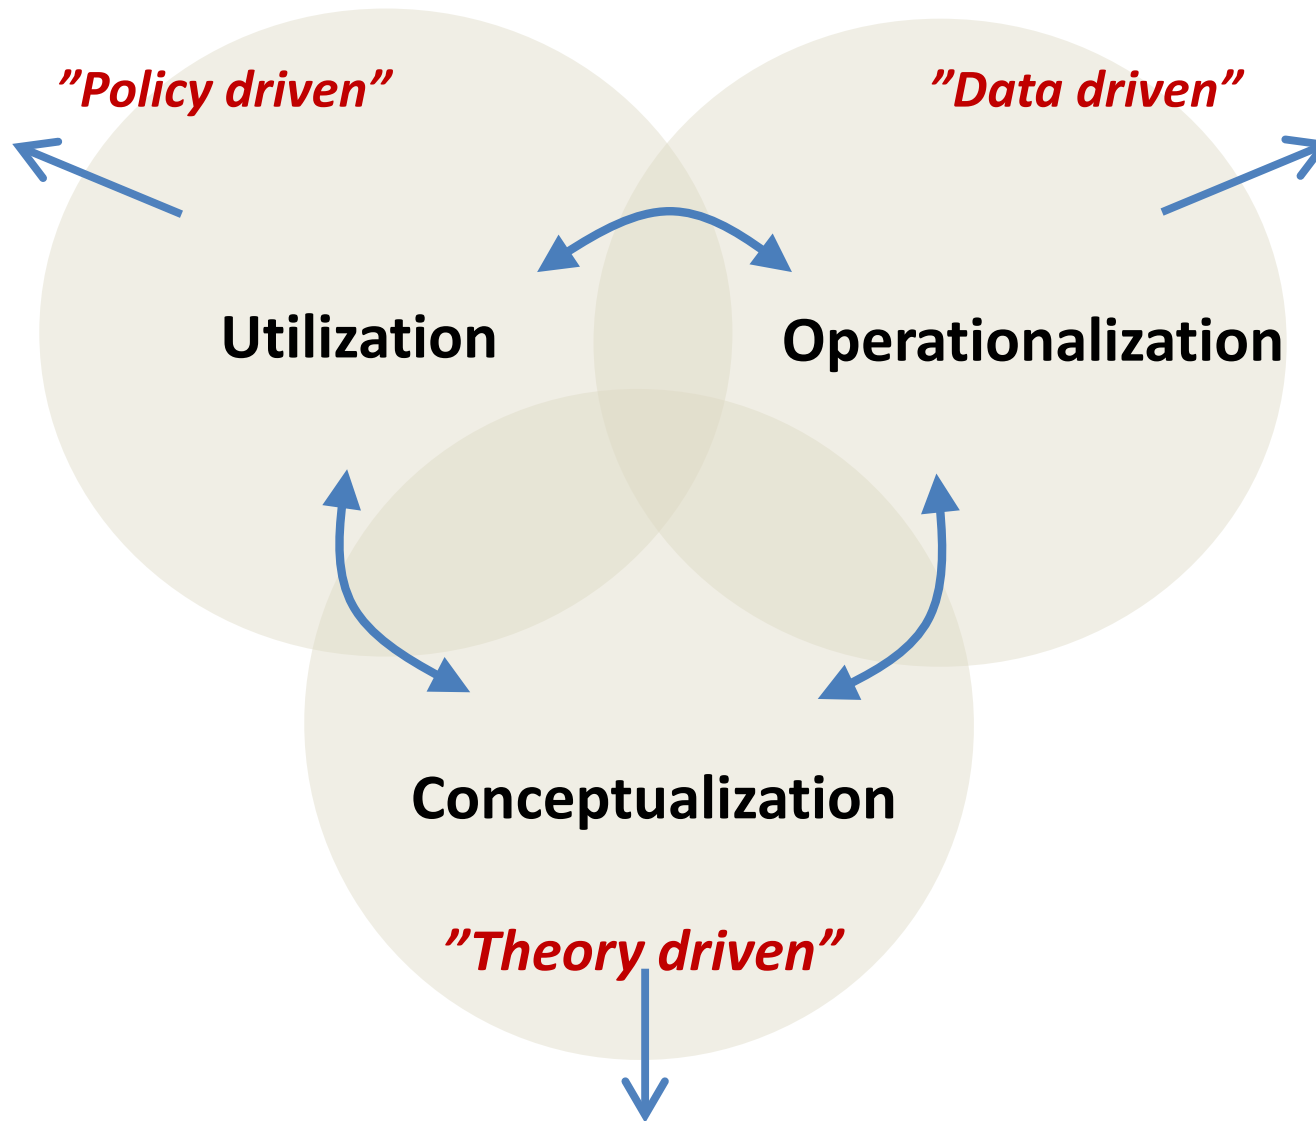 ”Policy driven”
”Data driven”
Utilization
Operationalization
Conceptualization
”Theory driven”